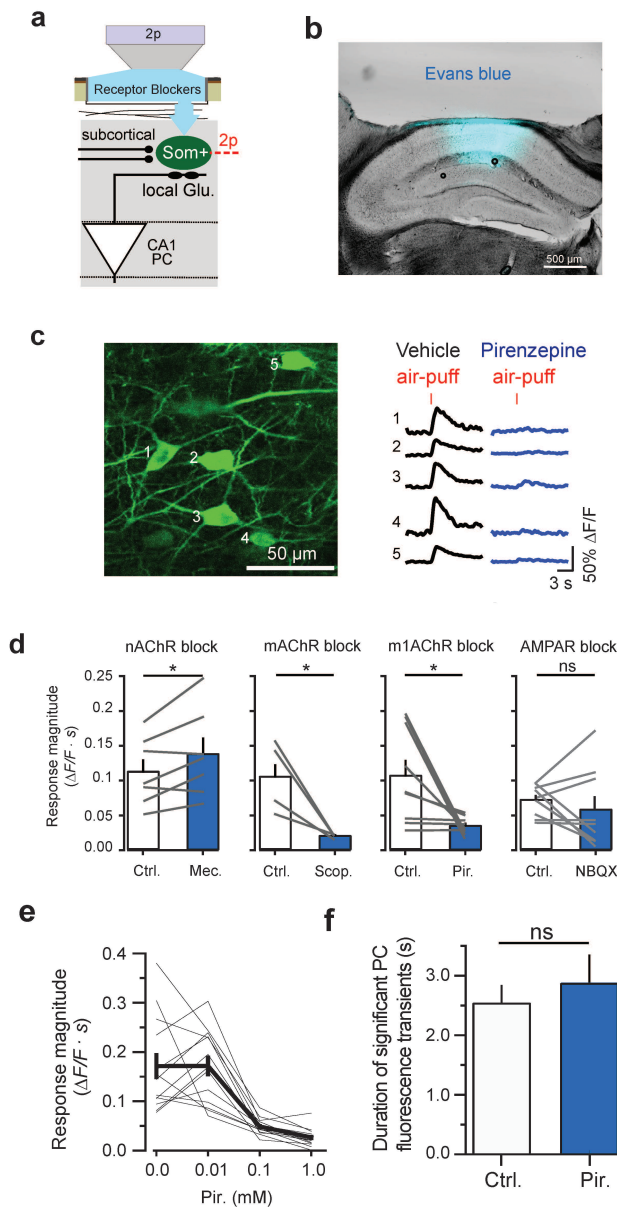 a
2p
Receptor Blockers
subcortical
Som+
2p
local Glu.
CA1
PC
b
Evans blue
500 µm
c
5
1
2
3
4
50 µm
Vehicle
air-puff
Pirenzepine
air-puff
1
2
3
4
5
50% ΔF/F
3 s
d
nAChR block
mAChR block
m1AChR block
AMPAR block
*
*
*
ns
Response magnitude
(ΔF/F · s)
0.25
0.20
0.15
0.10
0.05
0.00
Ctrl.
Mec.
Ctrl.
Scop.
Ctrl.
Pir.
Ctrl.
NBQX
e
Response magnitude
(ΔF/F · s)
0.4
0.3
0.2
0.1
0.0
0.0
0.01
0.1
1.0
Pir. (mM)
f
ns
Duration of significant PC
fluorescence transients (s)
3.0
2.0
1.0
0.0
Ctrl.
Pir.